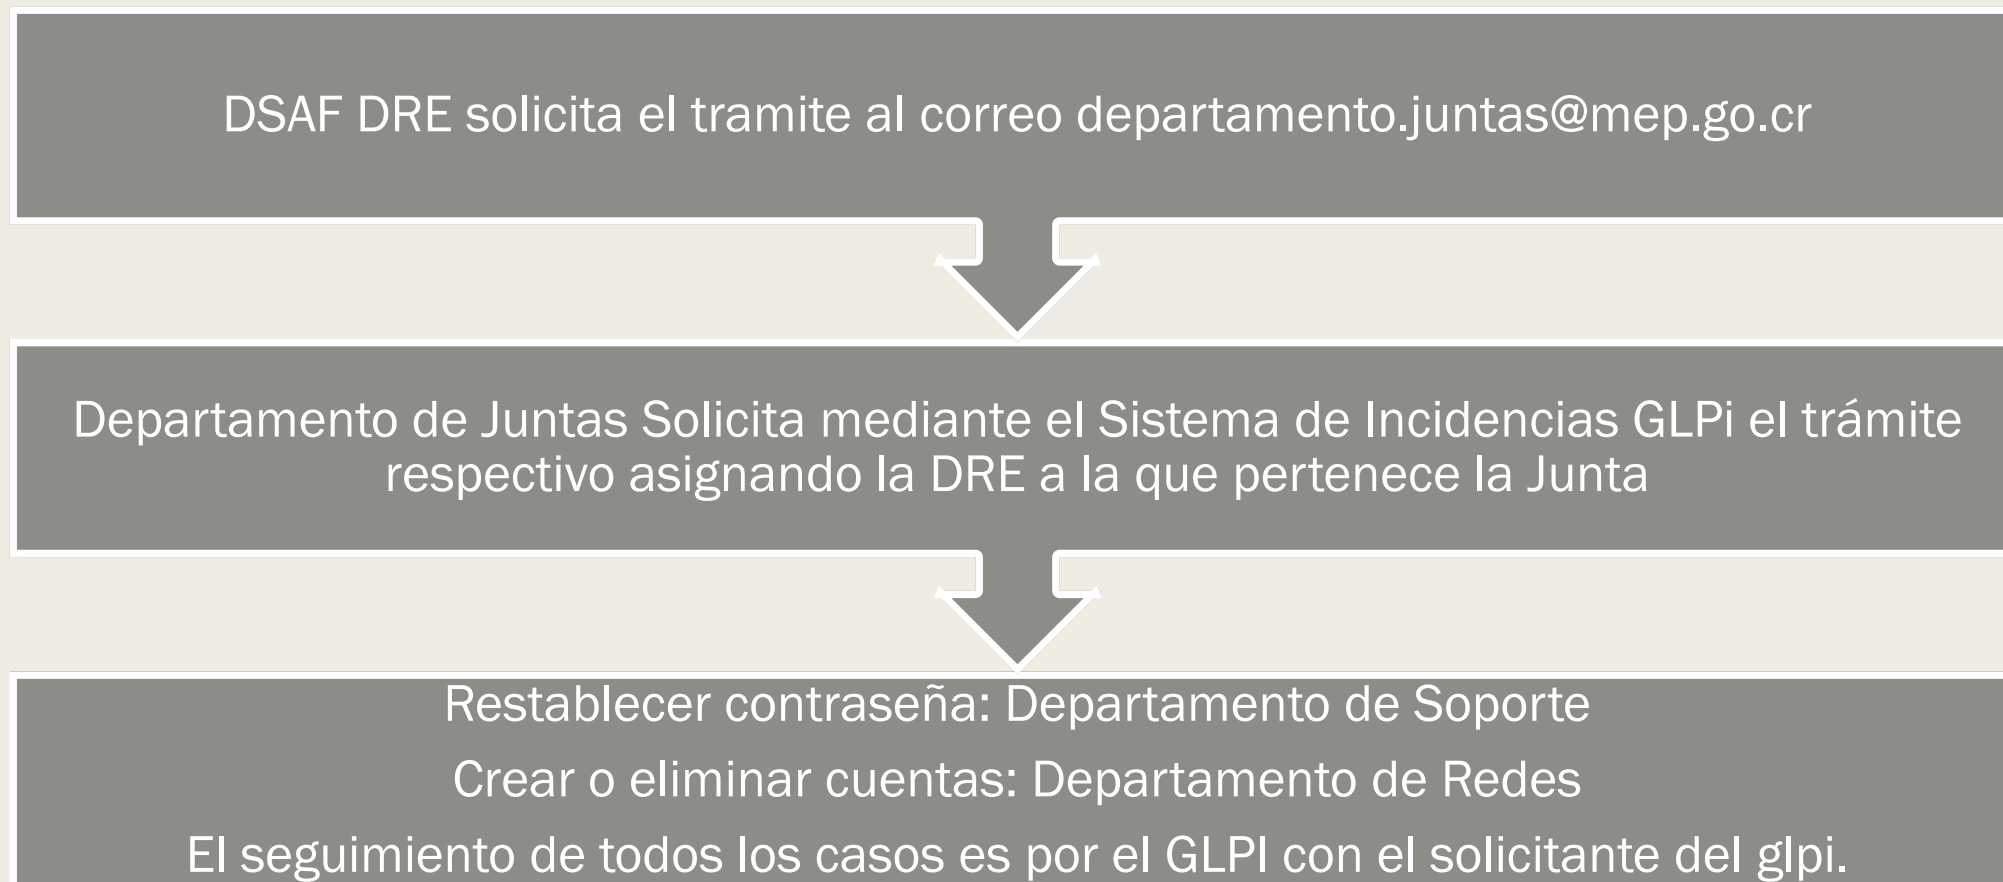 DSAF DRE solicita el tramite al correo departamento.juntas@mep.go.cr
Departamento de Juntas Solicita mediante el Sistema de Incidencias GLPi el trámite
respectivo asignando la DRE a la que pertenece la Junta
Restablecer contraseña: Departamento de Soporte
Crear o eliminar cuentas: Departamento de Redes
El seguimiento de todos los casos es por el GLPI con el solicitante del glpi.